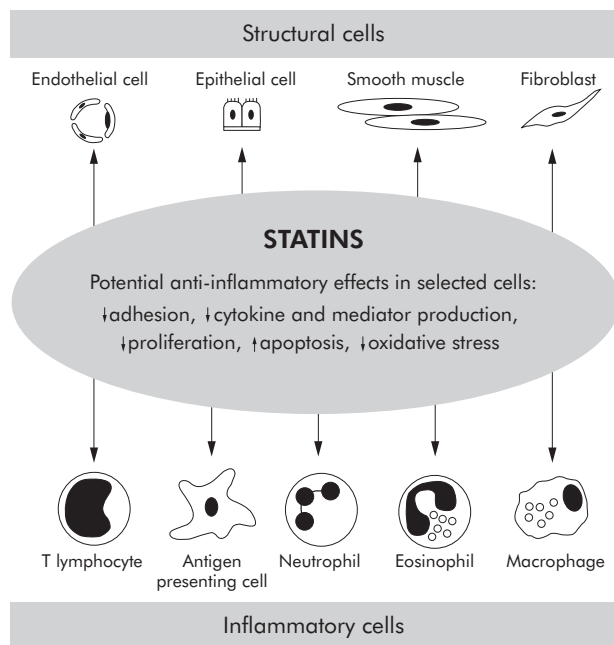 Structural cells
Endothelial cell
Epithelial cell
Smooth muscle
Fibroblast
STATINS
Potential anti-inflammatory effects in selected cells:
↓adhesion, ↓cytokine and mediator production,
↓proliferation, ↑apoptosis, ↓oxidative stress
T lymphocyte
Antigen
presenting cell
Neutrophil
Eosinophil
Macrophage
Inflammatory cells